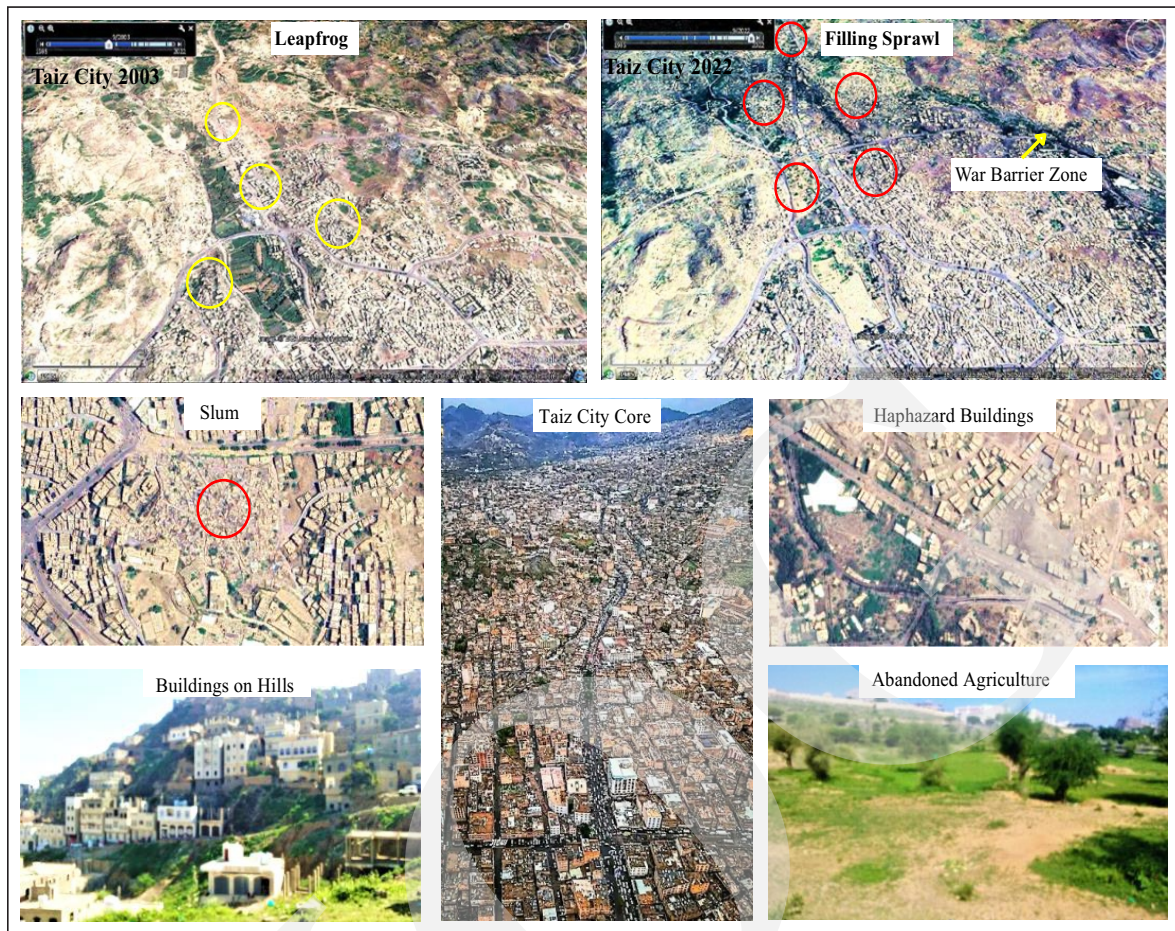 Leapfrog
Taiz City 2003
Filling Sprawl
Taiz City 2022
War Barrier Zone
Slum
Taiz City Core
Haphazard Buildings
Buildings on Hills
Abandoned Agriculture